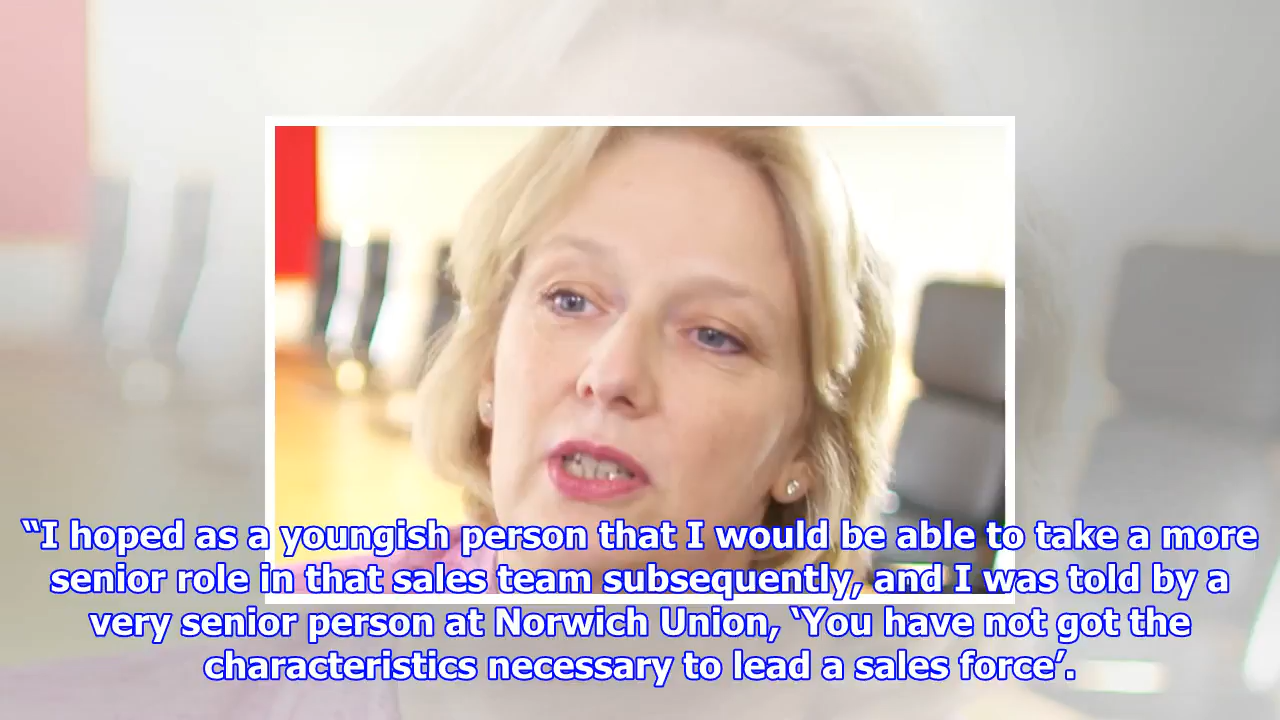 “I hoped as a youngish person that I would be able to take a more
senior role in that sales team subsequently, and I was told by a
very senior person at Norwich Union, ‘You have not got the
characteristics necessary to lead a sales force’.